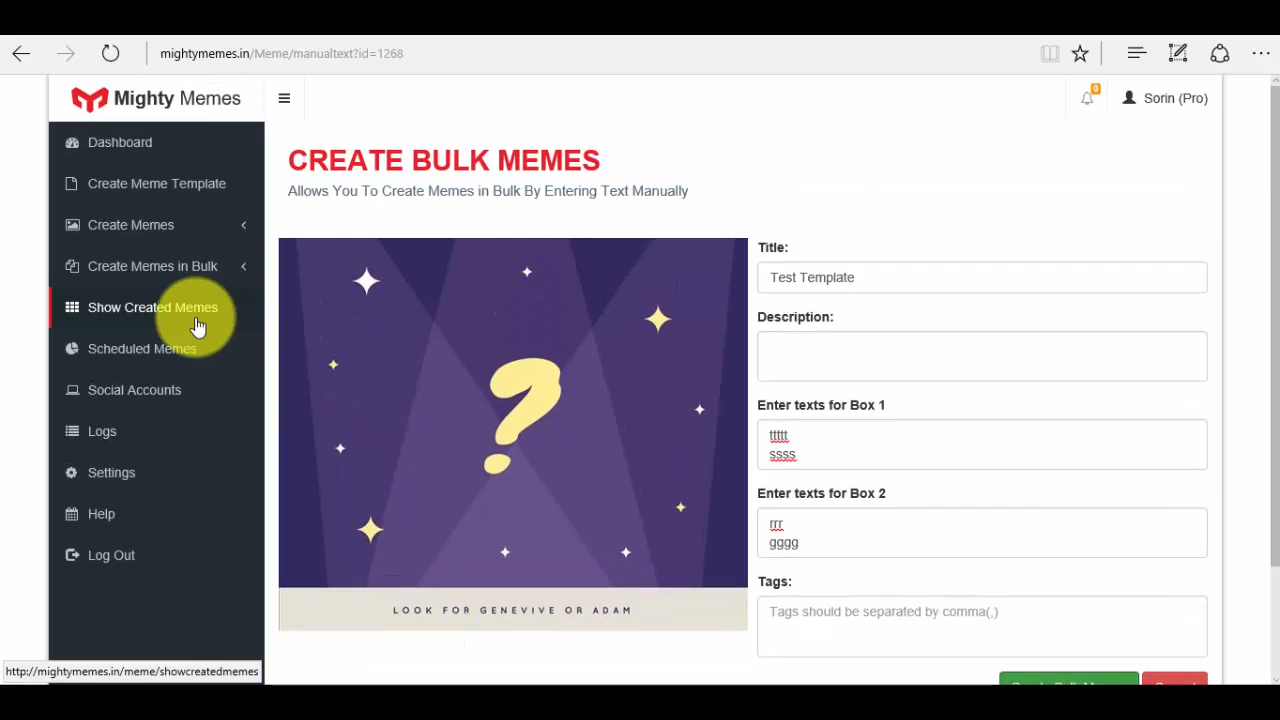 mightymemes.in/Meme/manualtext?id=1268
Mighty Memes
0
Sorin (Pro)
Dashboard
Create Meme Template
Create Memes
Create Memes in Bulk
Show Created Memes
Scheduled Memes
Social Accounts
Logs
Settings
Help
Log Out
CREATE BULK MEMES
Allows You To Create Memes in Bulk By Entering Text Manually
?
LOOK FOR GENEVIVE OR ADAM
Title:
Test Template
Description:
Enter texts for Box 1
ttttt
ssss
Enter texts for Box 2
rrr
gggg
Tags:
Tags should be separated by comma(,)
http://mightymemes.in/meme/showcreatedmemes